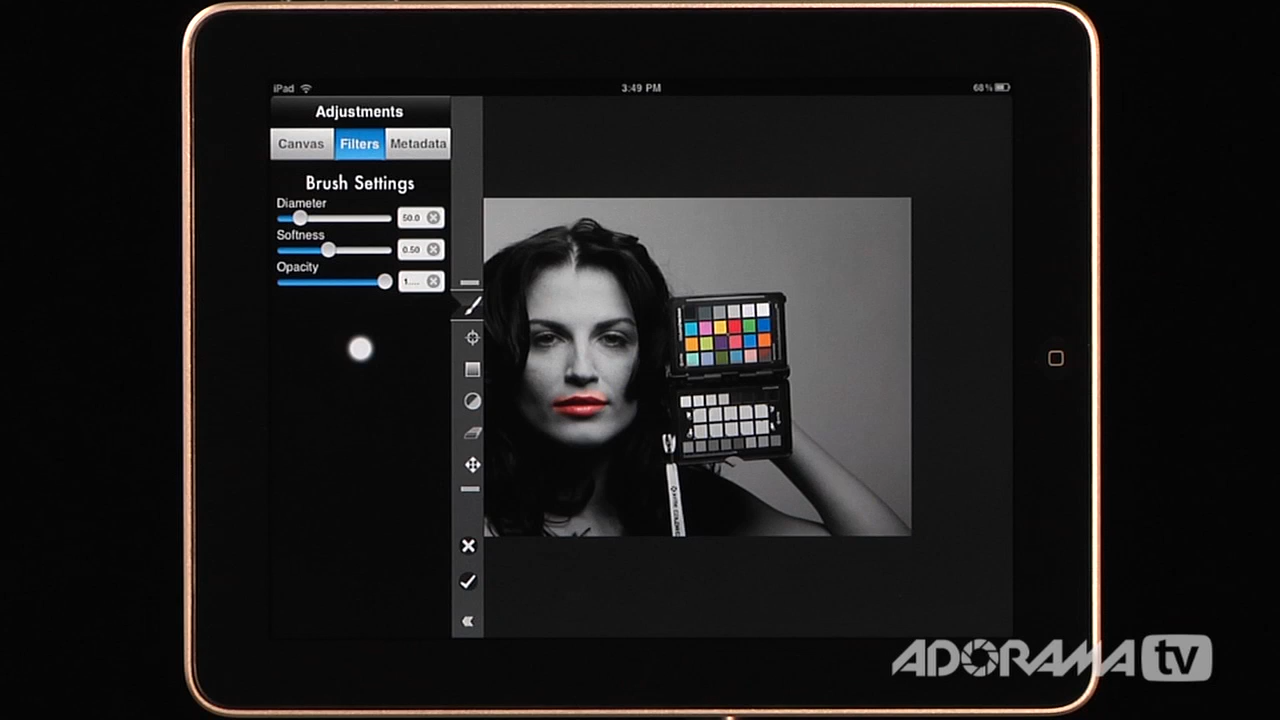 iPad
3:49 PM
68%
Adjustments
Canvas
Filters
Metadata
Brush Settings
Diameter
50.0
Softness
0.50
Opacity
1....
ADORAMA tv